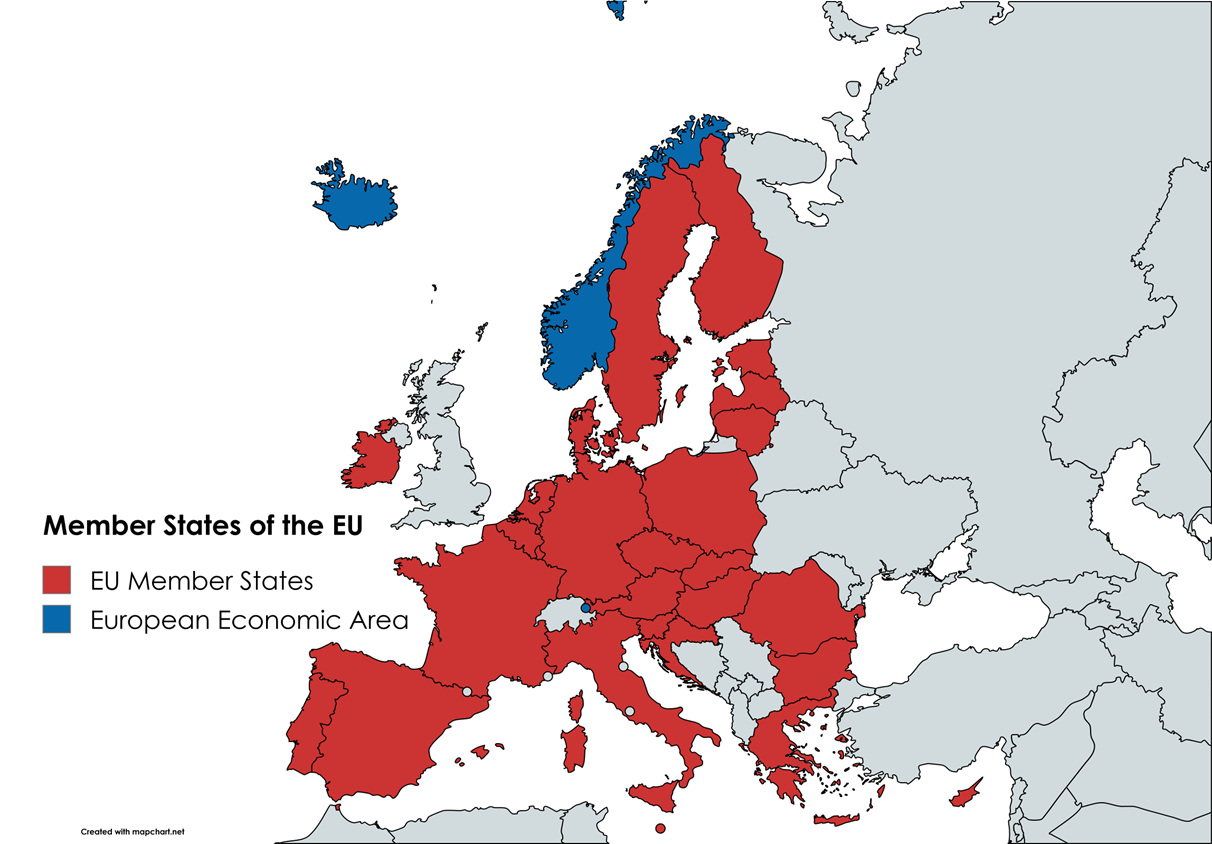 Member States of the EU
EU Member States
European Economic Area
Created with mapchart.net